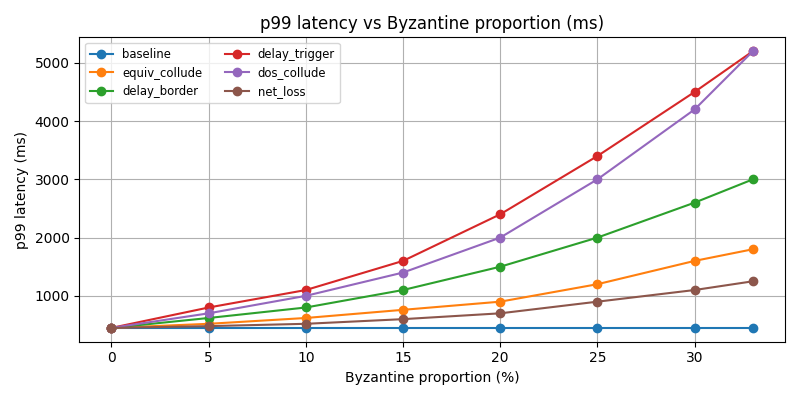 p99 latency vs Byzantine proportion (ms)
baseline
equiv_collude
delay_border
delay_trigger
dos_collude
net_loss
p99 latency (ms)
5000
4000
3000
2000
1000
0 5 10 15 20 25 30
Byzantine proportion (%)